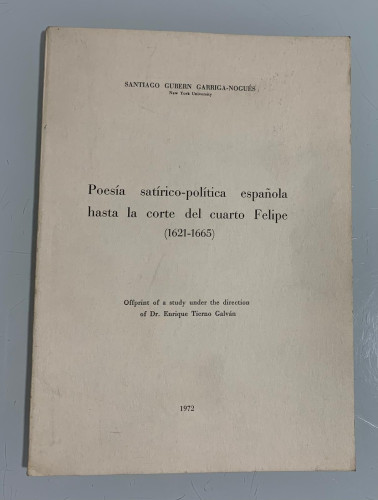 SANTIAGO GUBERN GARRIGA-NOGUÉS
New York University
Poesía satírico-política española
hasta la corte del cuarto Felipe
(1621-1665)
Offprint of a study under the direction
of Dr. Enrique Tierno Galván
1972